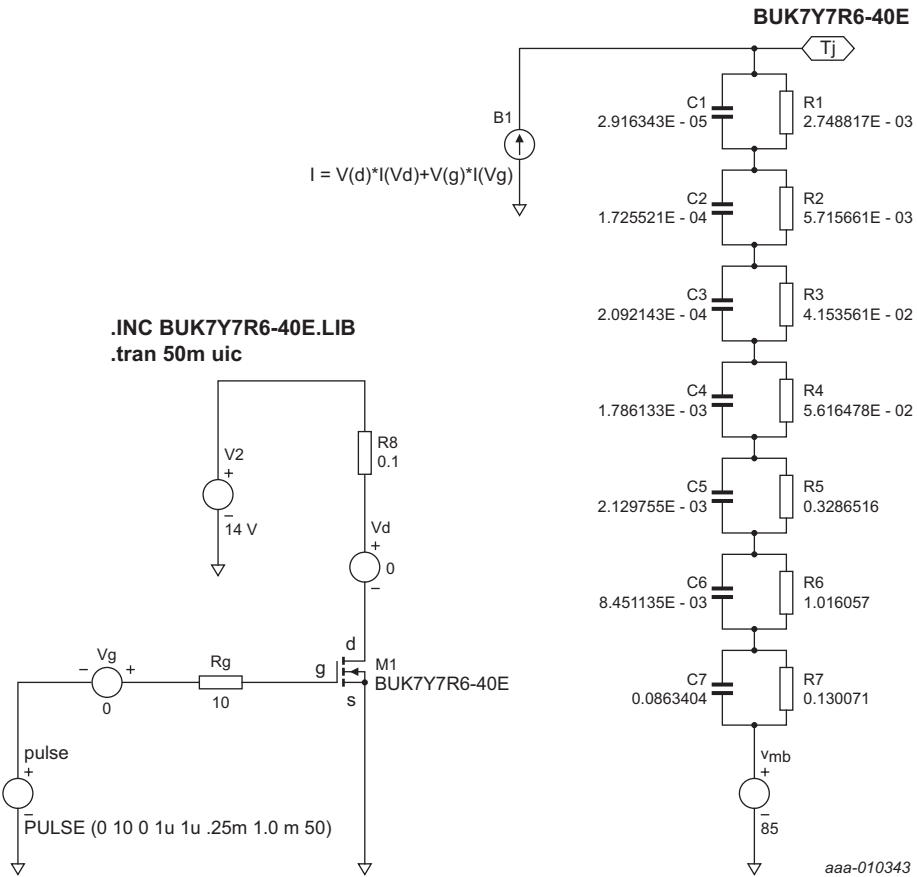 BUK7Y7R6-40E
Tj
B1
I = V(d)*I(Vd)+V(g)*I(Vg)
C1
2.916343E - 05
R1
2.748817E - 03
C2
1.725521E - 04
R2
5.715661E - 03
C3
2.092143E - 04
R3
4.153561E - 02
C4
1.786133E - 03
R4
5.616478E - 02
C5
2.129755E - 03
R5
0.3286516
C6
8.451135E - 03
R6
1.016057
C7
0.0863404
R7
0.130071
vmb
+
–
85
.INC BUK7Y7R6-40E.LIB
.tran 50m uic
V2
+
–
14 V
R8
0.1
Vd
+
0
–
d
g
s
M1
BUK7Y7R6-40E
Vg
– +
0
Rg
10
pulse
+
–
PULSE (0 10 0 1u 1u .25m 1.0 m 50)
aaa-010343